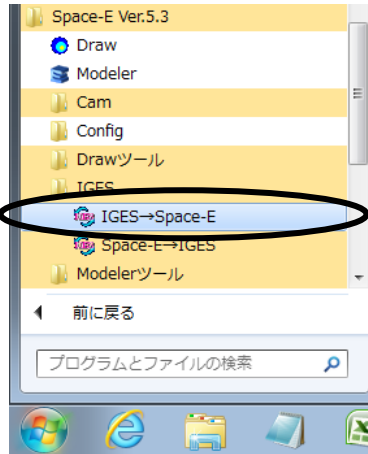 Space-E Ver.5.3
Draw
Modeler
Cam
Config
Drawツール
IGES
IGES→Space-E
Space-E→IGES
Modelerツール
前に戻る
プログラムとファイルの検索